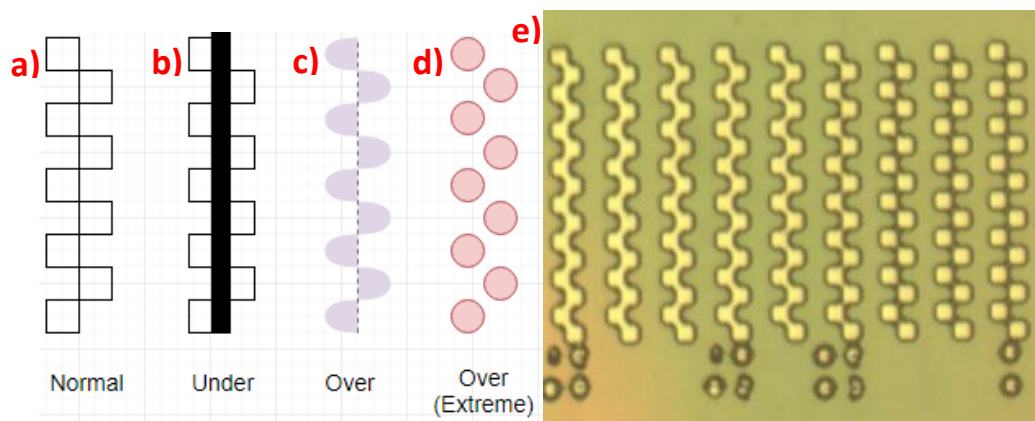 a)
b)
c)
d)
e)
Normal
Under
Over
Over
(Extreme)